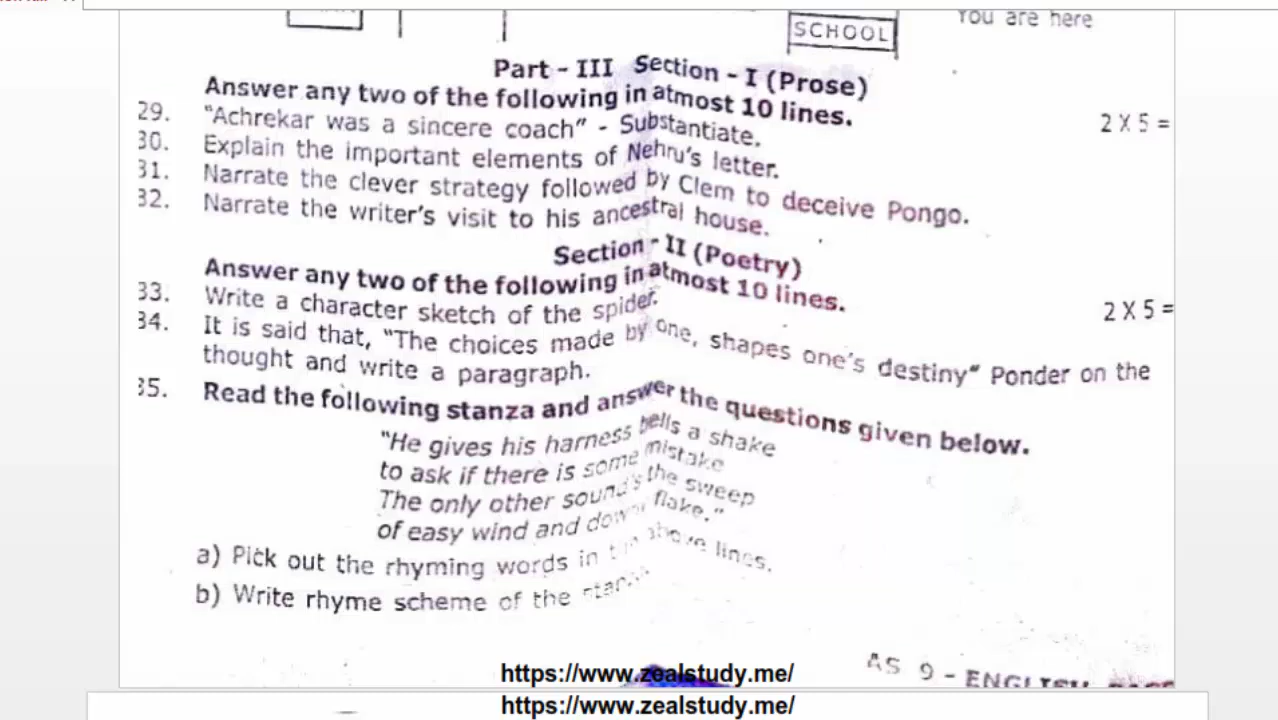 SCHOOL
You are here
Part - III Section - I (Prose)
Answer any two of the following in atmost 10 lines.
2 X 5 =
29. "Achrekar was a sincere coach" - Substantiate.
30. Explain the important elements of Nehru's letter.
31. Narrate the clever strategy followed by Clem to deceive Pongo.
32. Narrate the writer's visit to his ancestral house.
Section - II (Poetry)
Answer any two of the following in atmost 10 lines.
2 X 5 =
33. Write a character sketch of the spider.
34. It is said that, "The choices made by one, shapes one's destiny" Ponder on the
thought and write a paragraph.
35. Read the following stanza and answer the questions given below.
"He gives his harness bells a shake
to ask if there is some mistake
The only other sound's the sweep
of easy wind and downy flake."
a) Pick out the rhyming words in the above lines.
b) Write rhyme scheme of the stanza
AS 9 - ENGLISH
https://www.zealstudy.me/
https://www.zealstudy.me/